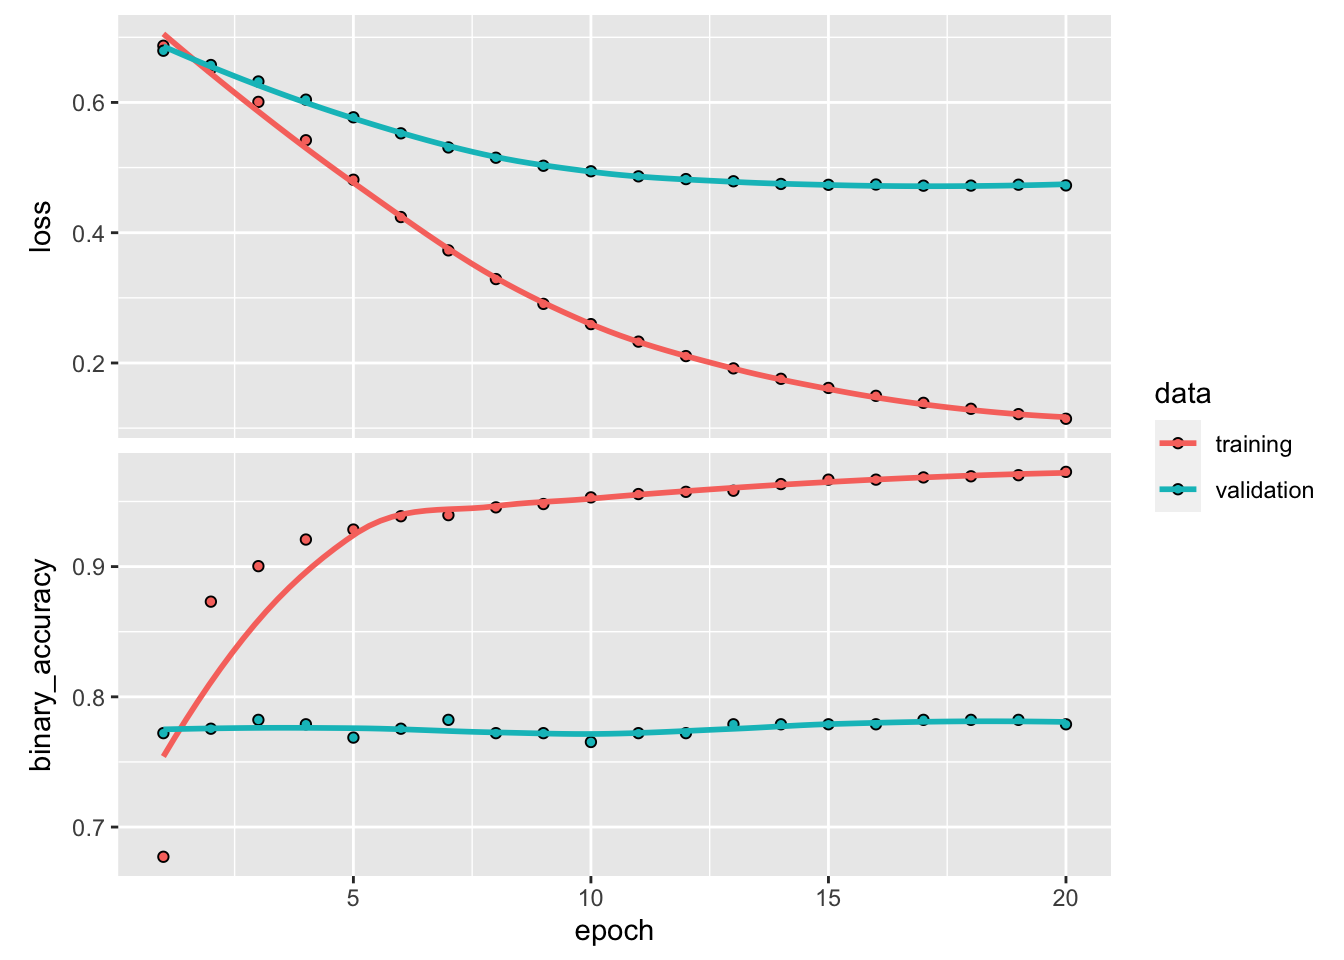 0.6
0.4
0.2
loss
0.9
0.8
0.7
binary_accuracy
5 10 15 20
epoch
data
training
validation